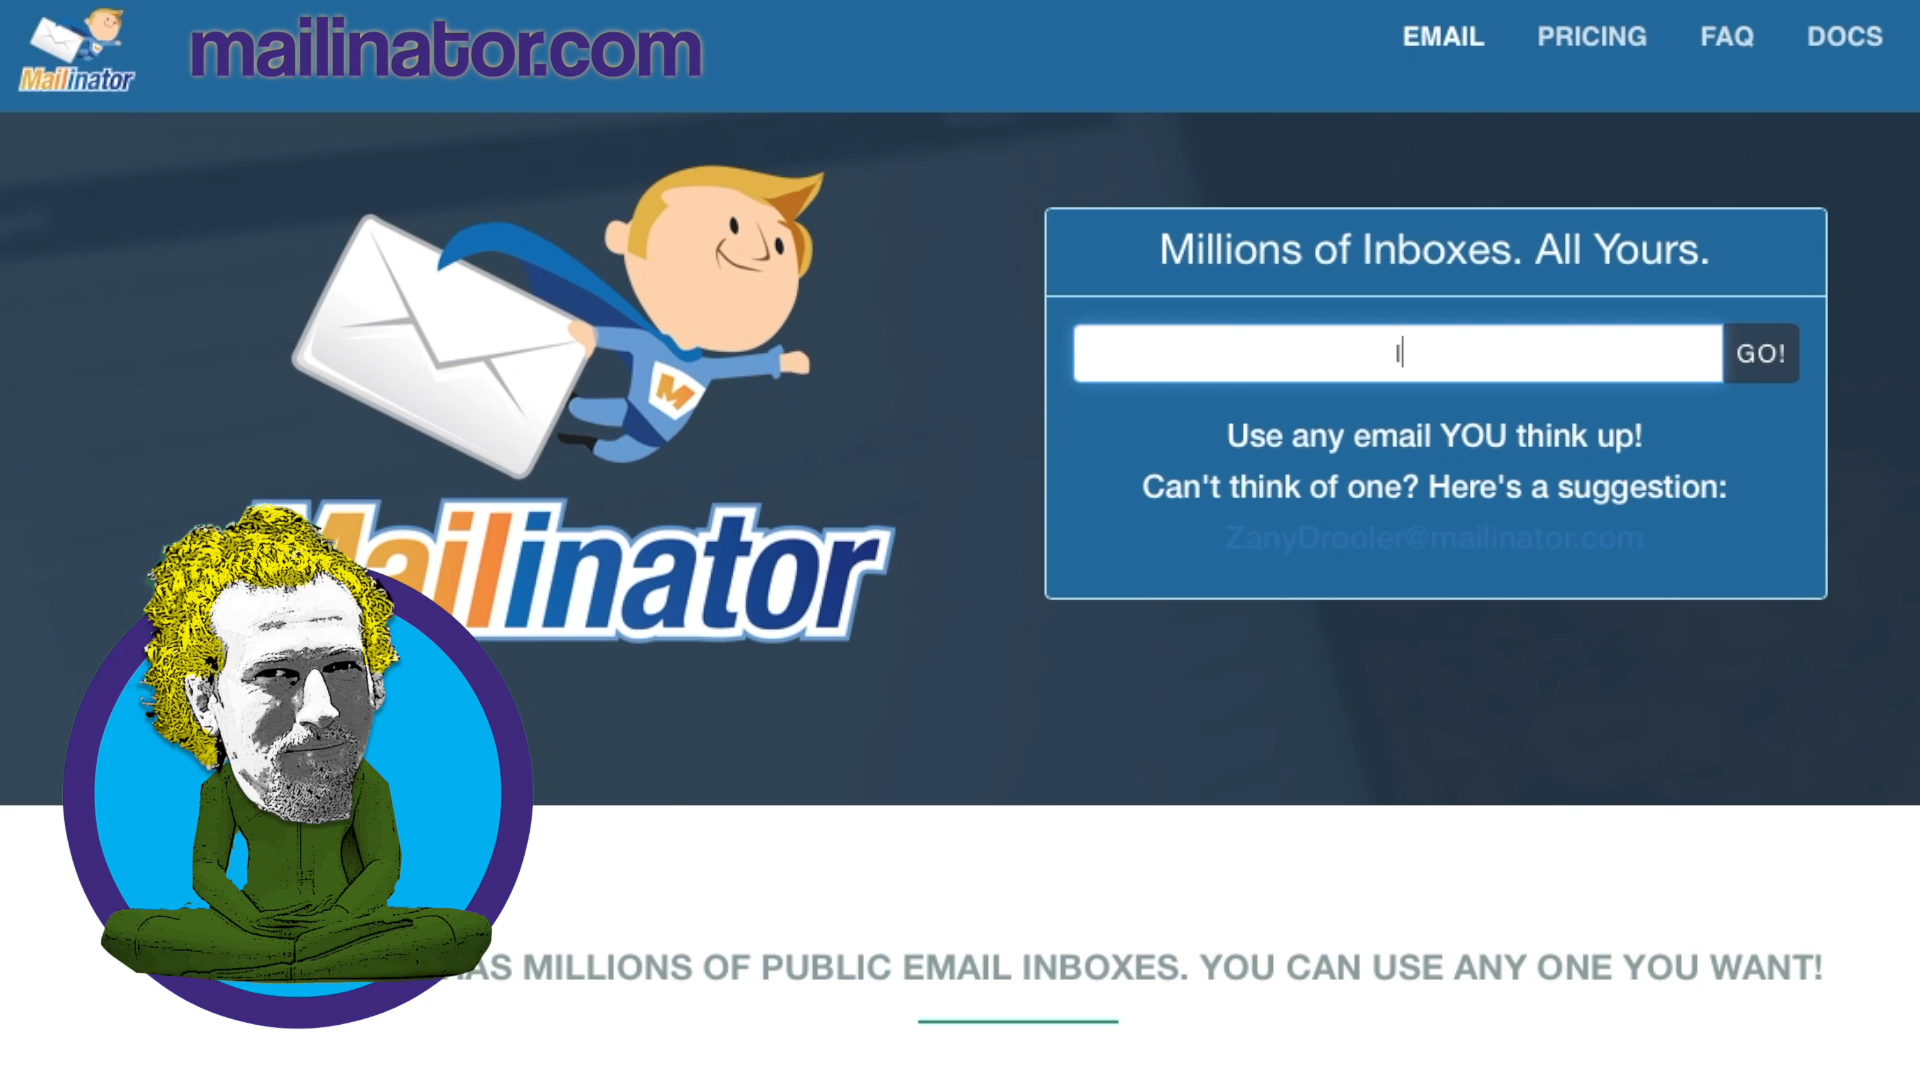 Mailinator
mailinator.com
EMAIL PRICING FAQ DOCS
Millions of Inboxes. All Yours.
GO!
Use any email YOU think up!
Can't think of one? Here's a suggestion:
ZanyDrooler@mailinator.com
M
Mailinator
AS MILLIONS OF PUBLIC EMAIL INBOXES. YOU CAN USE ANY ONE YOU WANT!